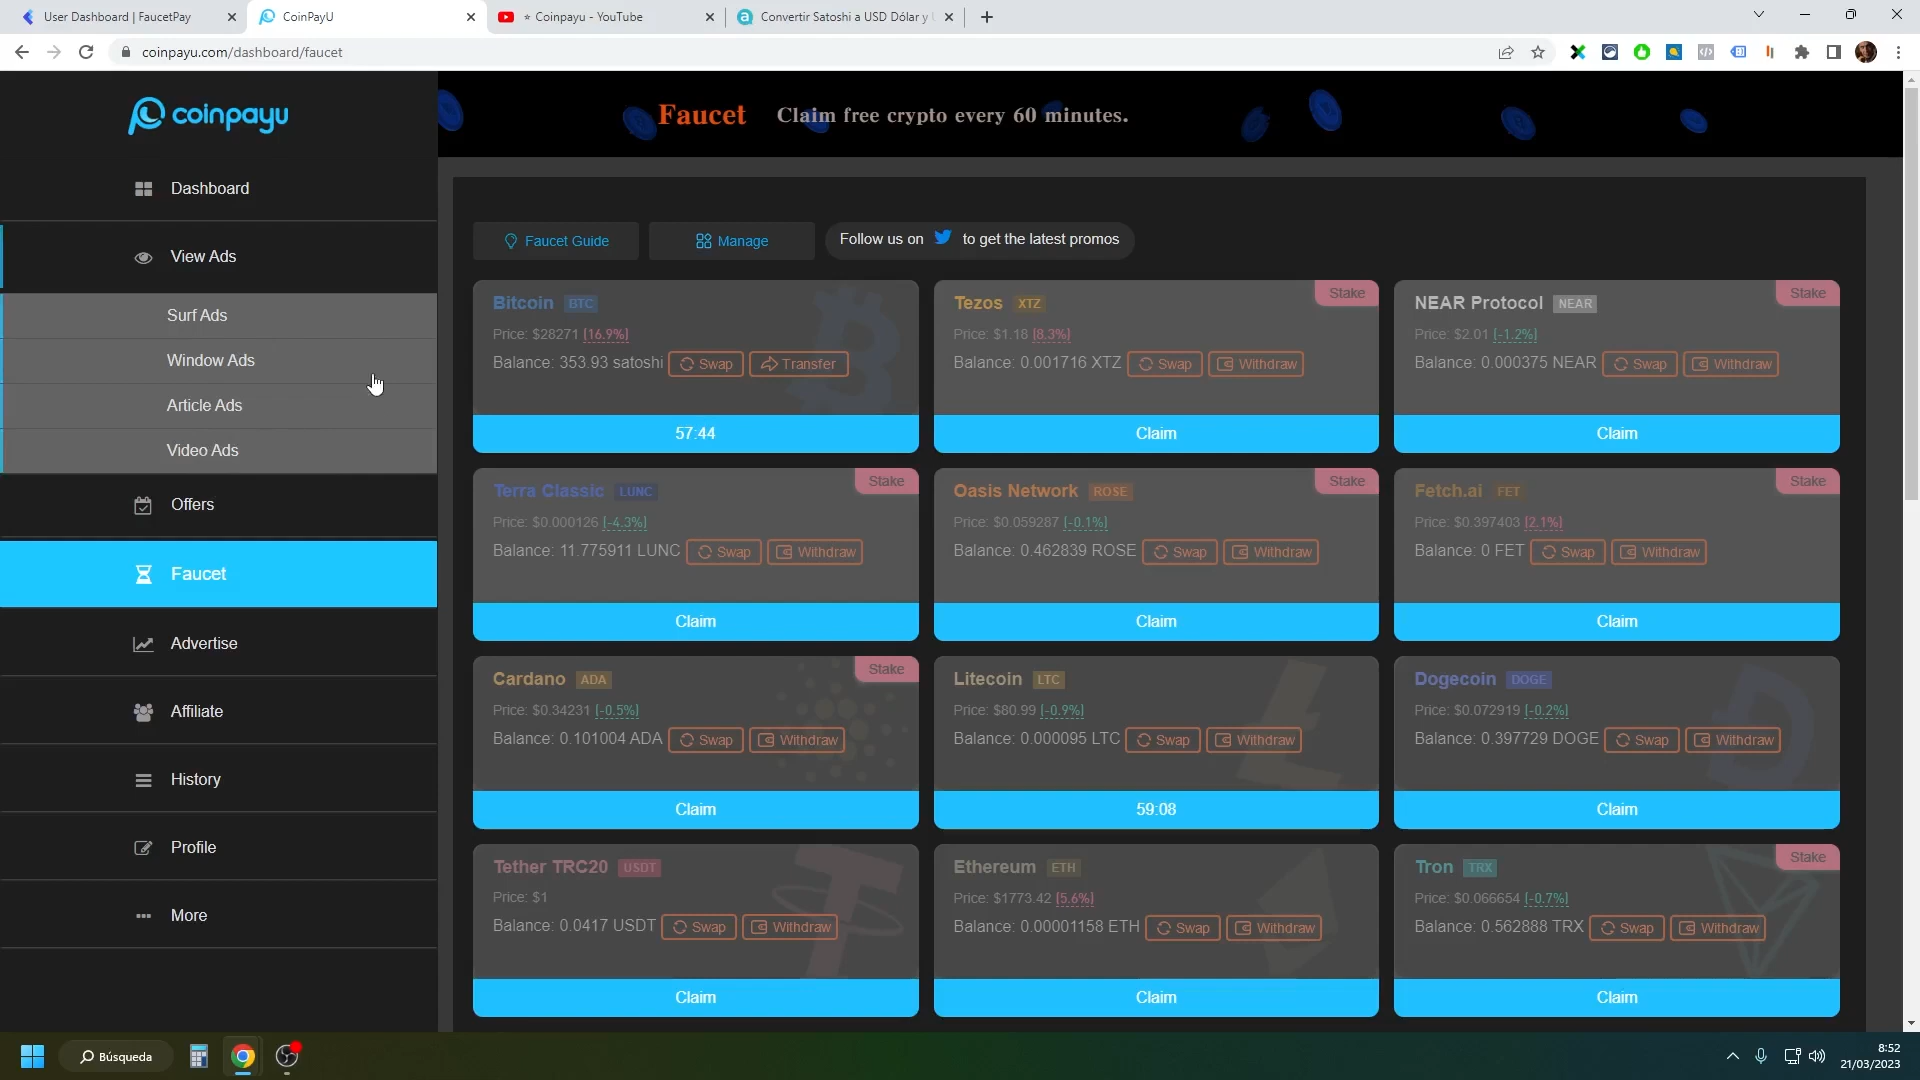 User Dashboard | FaucetPay
CoinPayU
Coinpayu - YouTube
Convertir Satoshi a USD Dólar y
coinpayu.com/dashboard/faucet
coinpayu
Faucet Claim free crypto every 60 minutes.
Dashboard
View Ads
Surf Ads
Window Ads
Article Ads
Video Ads
Offers
Faucet
Advertise
Affiliate
History
Profile
More
Faucet Guide
Manage
Follow us on to get the latest promos
Bitcoin BTC
Price: $28271 [16.9%]
Balance: 353.93 satoshi Swap Transfer
57:44
Stake
Tezos XTZ
Price: $1.18 [8.3%]
Balance: 0.001716 XTZ Swap Withdraw
Claim
Stake
NEAR Protocol NEAR
Price: $2.01 [-1.2%]
Balance: 0.000375 NEAR Swap Withdraw
Claim
Stake
Terra Classic LUNC
Price: $0.000126 [-4.3%]
Balance: 11.775911 LUNC Swap Withdraw
Claim
Stake
Oasis Network ROSE
Price: $0.059287 [-0.1%]
Balance: 0.462839 ROSE Swap Withdraw
Claim
Stake
Fetch.ai FET
Price: $0.397403 [2.1%]
Balance: 0 FET Swap Withdraw
Claim
Stake
Cardano ADA
Price: $0.34231 [-0.5%]
Balance: 0.101004 ADA Swap Withdraw
Claim
Litecoin LTC
Price: $80.99 [-0.9%]
Balance: 0.000095 LTC Swap Withdraw
59:08
Dogecoin DOGE
Price: $0.072919 [-0.2%]
Balance: 0.397729 DOGE Swap Withdraw
Claim
Tether TRC20 USDT
Price: $1
Balance: 0.0417 USDT Swap Withdraw
Claim
Ethereum ETH
Price: $1773.42 [5.6%]
Balance: 0.00001158 ETH Swap Withdraw
Claim
Stake
Tron TRX
Price: $0.066654 [-0.7%]
Balance: 0.562888 TRX Swap Withdraw
Claim
Búsqueda
8:52
21/03/2023